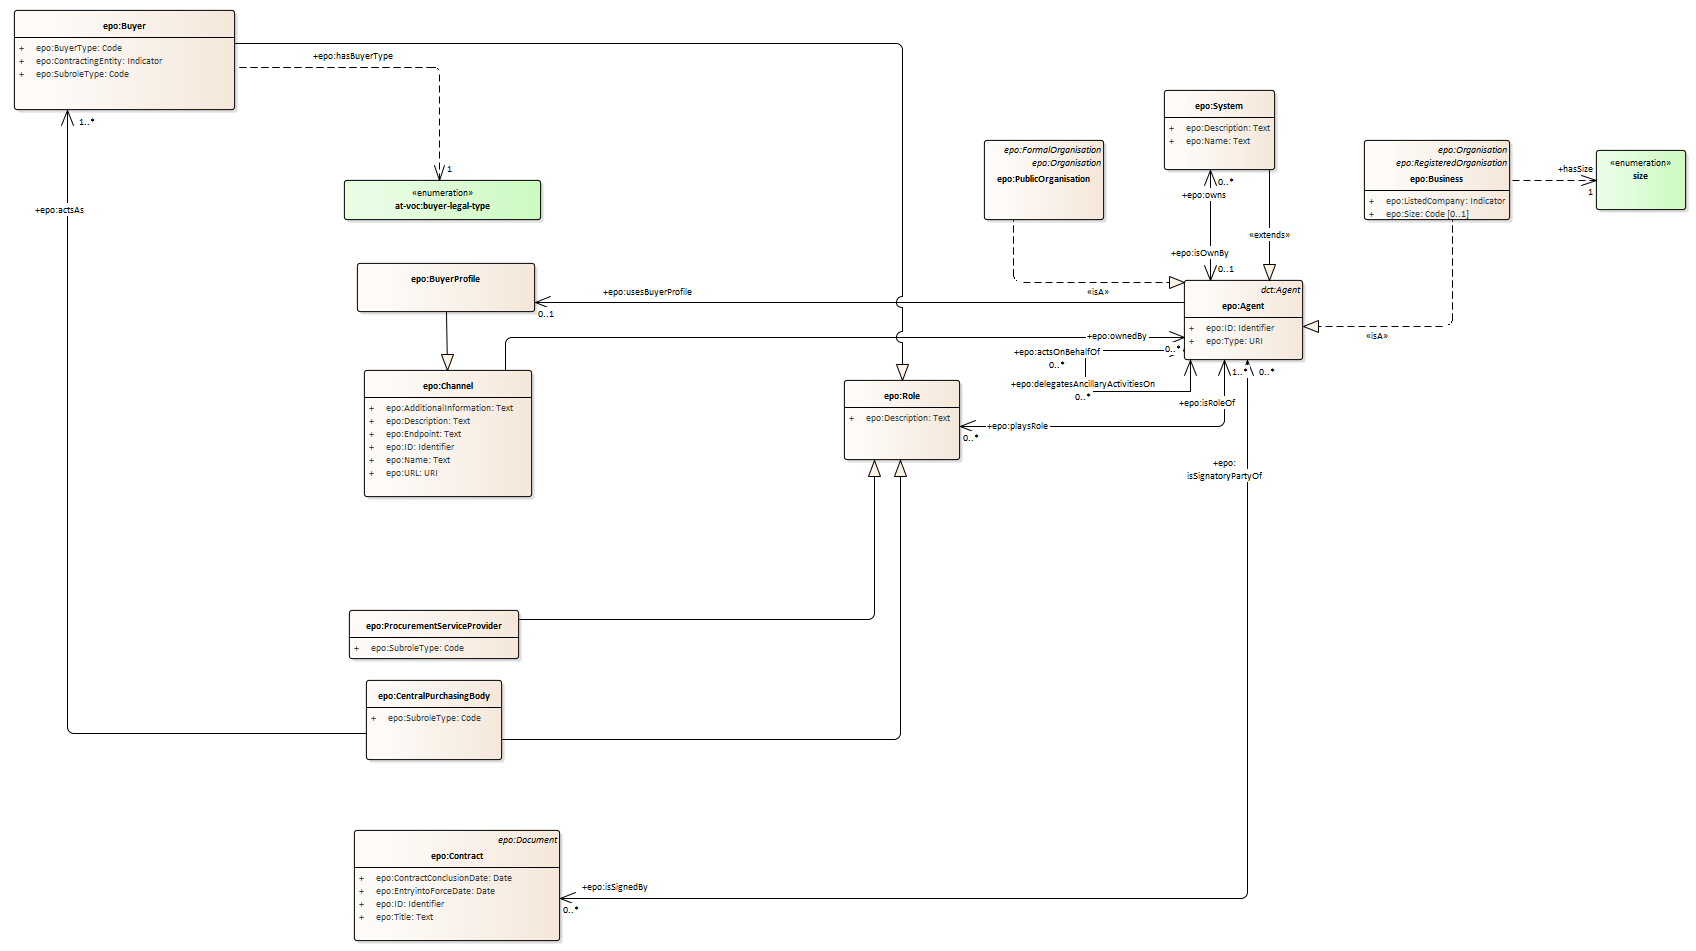 epo:Buyer
+ epo:BuyerType: Code
+ epo:ContractingEntity: Indicator
+ epo:SubroleType: Code
+epo:hasBuyerType
1..*
1
«enumeration»
at-voc:buyer-legal-type
+epo:actsAs
epo:System
+ epo:Description: Text
+ epo:Name: Text
epo:FormalOrganisation
epo:Organisation
epo:PublicOrganisation
epo:Organisation
epo:RegisteredOrganisation
epo:Business
+ epo:ListedCompany: Indicator
+ epo:Size: Code [0..1]
+hasSize
1
«enumeration»
size
0..*
+epo:owns
«extends»
+epo:isOwnBy
0..1
«isA»
«isA»
epo:BuyerProfile
+epo:usesBuyerProfile
0..1
dct:Agent
epo:Agent
+ epo:ID: Identifier
+ epo:Type: URI
+epo:ownedBy
0..*
+epo:actsOnBehalfOf
0..*
+epo:delegatesAncillaryActivitiesOn
0..*
1..*
0..*
+epo:isRoleOf
+epo:playsRole
0..*
epo:Channel
+ epo:AdditionalInformation: Text
+ epo:Description: Text
+ epo:Endpoint: Text
+ epo:ID: Identifier
+ epo:Name: Text
+ epo:URL: URI
epo:Role
+ epo:Description: Text
+epo:
isSignatoryPartyOf
epo:ProcurementServiceProvider
+ epo:SubroleType: Code
epo:CentralPurchasingBody
+ epo:SubroleType: Code
epo:Document
epo:Contract
+ epo:ContractConclusionDate: Date
+ epo:EntryintoForceDate: Date
+ epo:ID: Identifier
+ epo:Title: Text
+epo:isSignedBy
0..*